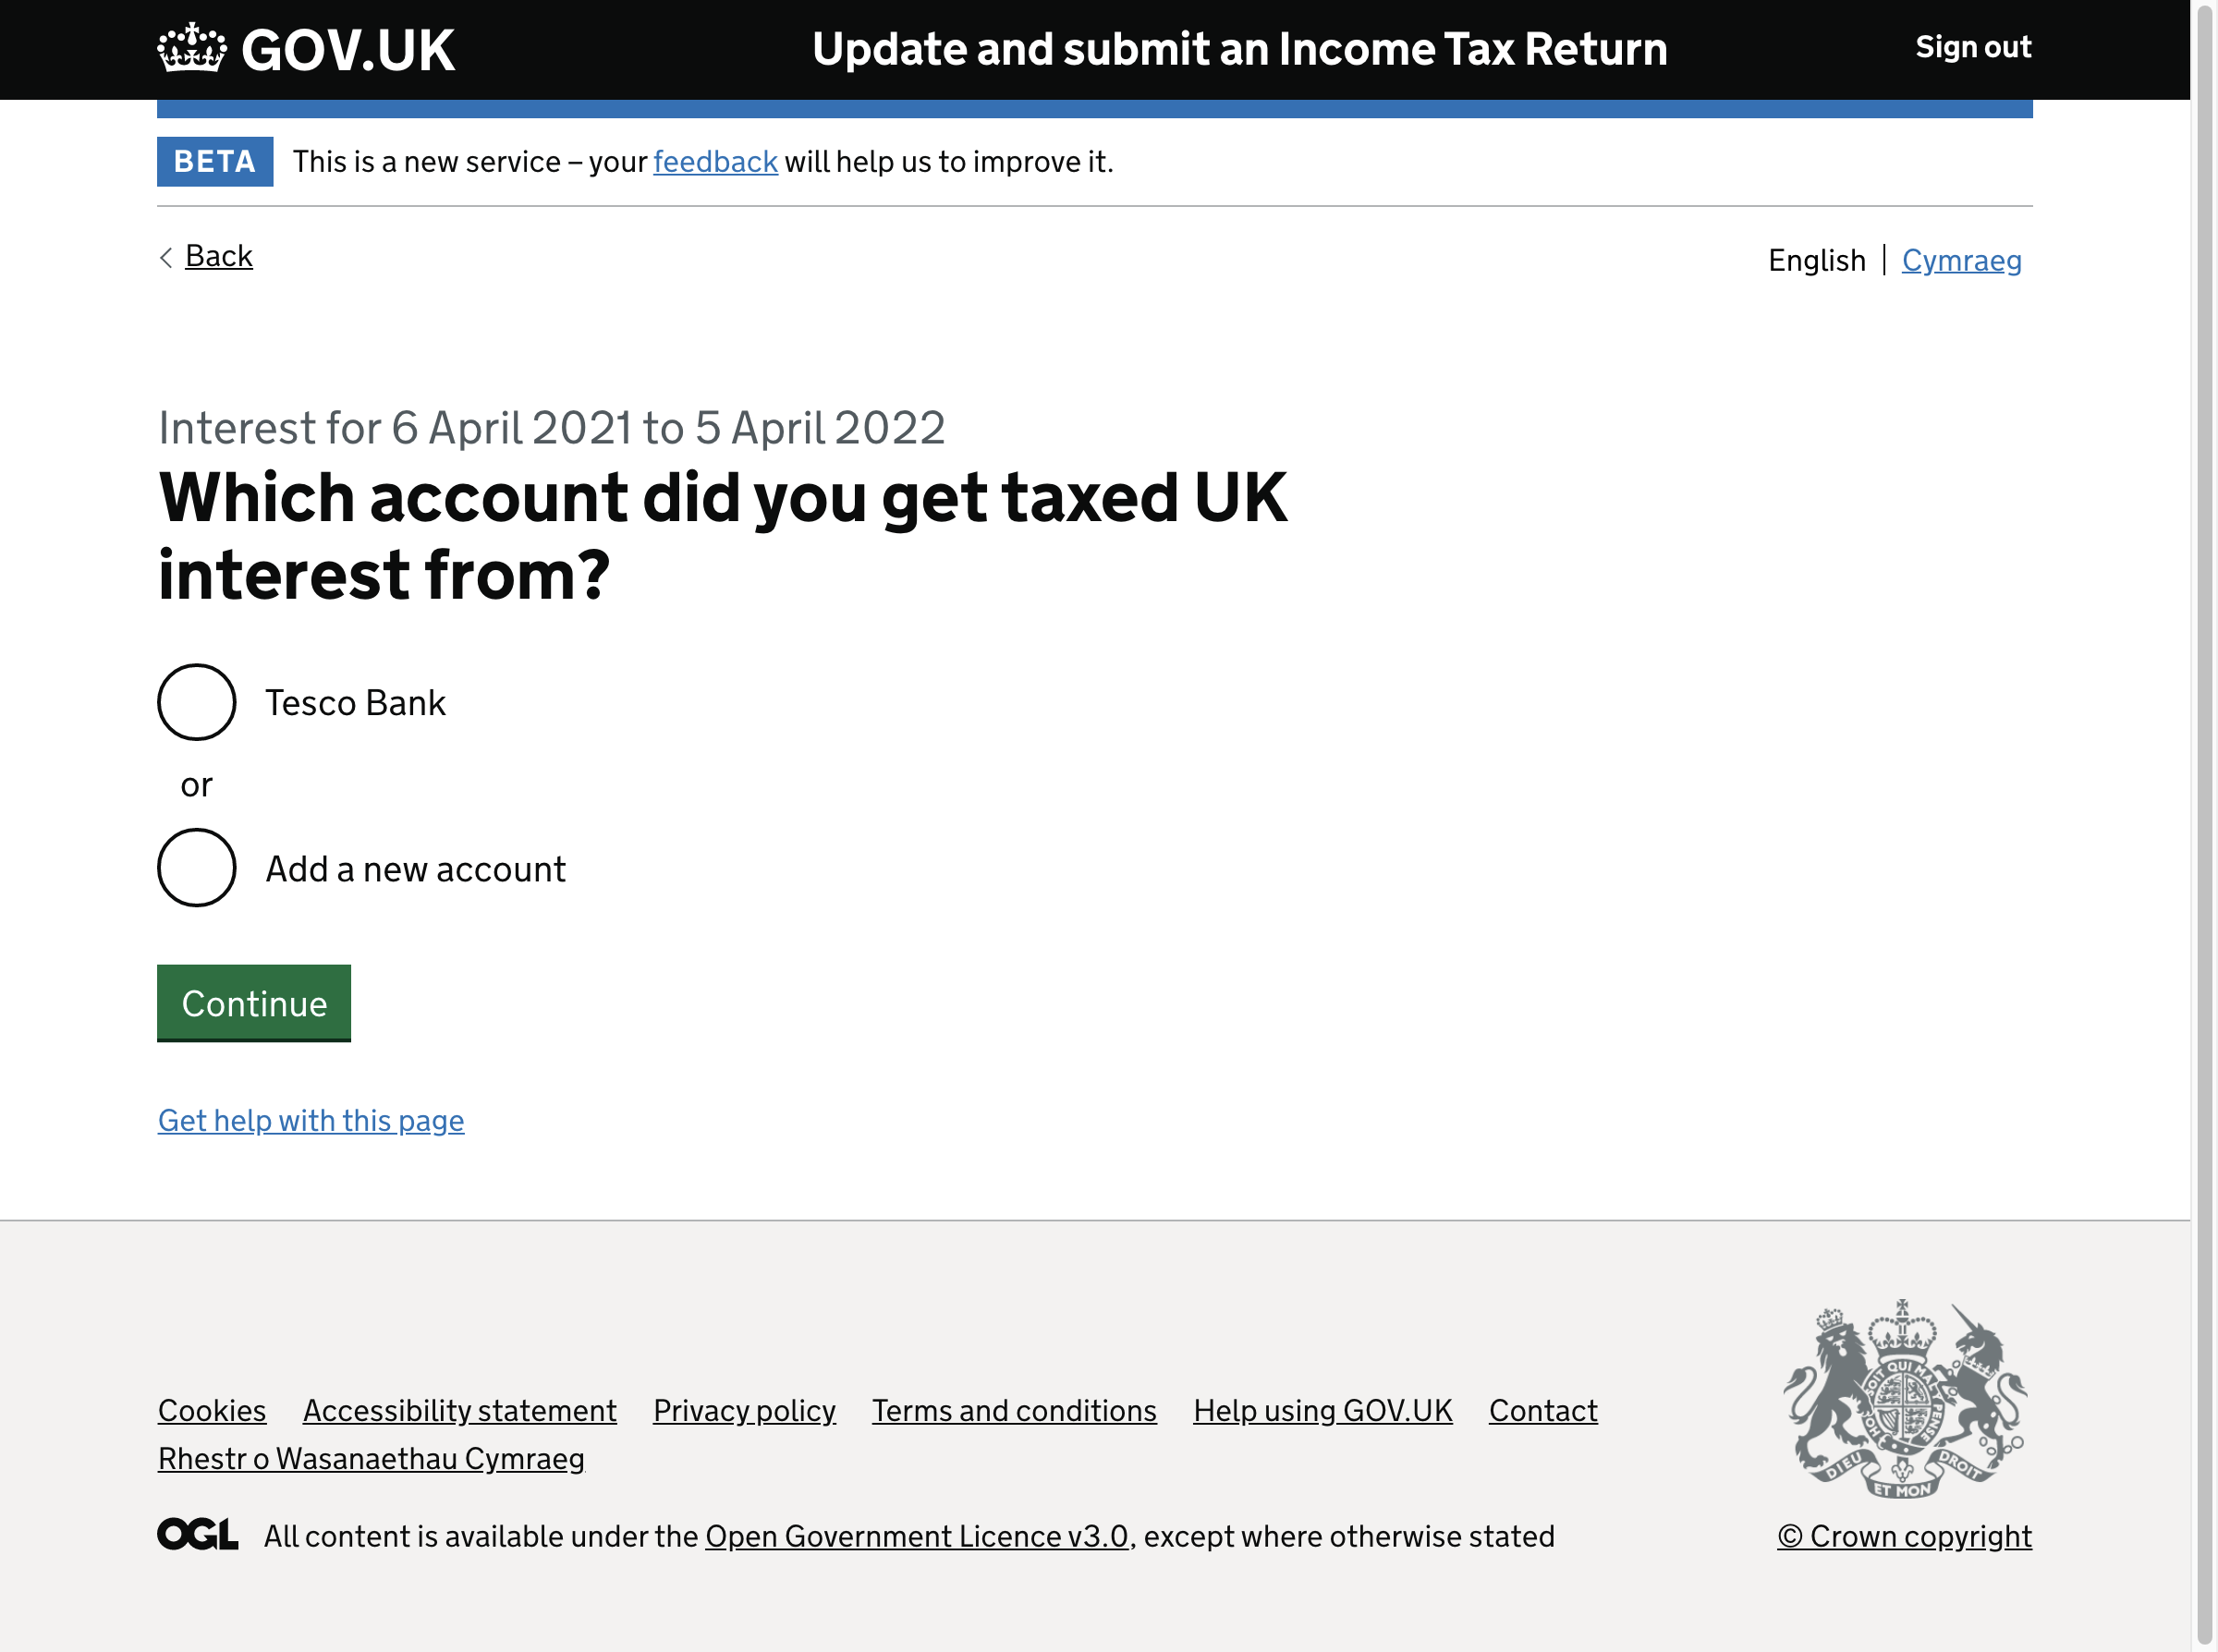 GOV.UK
Update and submit an Income Tax Return
Sign out
BETA
This is a new service – your feedback will help us to improve it.
Back
English
Cymraeg
Interest for 6 April 2021 to 5 April 2022
Which account did you get taxed UK
interest from?
Tesco Bank
or
Add a new account
Continue
Get help with this page
Cookies Accessibility statement Privacy policy Terms and conditions Help using GOV.UK Contact
Rhestr o Wasanaethau Cymraeg
OGL All content is available under the Open Government Licence v3.0, except where otherwise stated
SOIT QUI MAL PENSE
DIEU ET MON DROIT
© Crown copyright